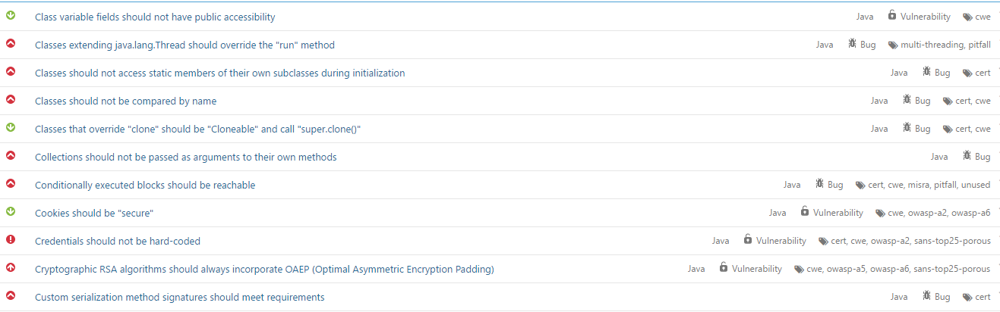 Class variable fields should not have public accessibility Java Vulnerability cwe
Classes extending java.lang.Thread should override the "run" method Java Bug multi-threading, pitfall
Classes should not access static members of their own subclasses during initialization Java Bug cert
Classes should not be compared by name Java Bug cert, cwe
Classes that override "clone" should be "Cloneable" and call "super.clone()" Java Bug cert, cwe
Collections should not be passed as arguments to their own methods Java Bug
Conditionally executed blocks should be reachable Java Bug cert, cwe, misra, pitfall, unused
Cookies should be "secure" Java Vulnerability cwe, owasp-a2, owasp-a6
Credentials should not be hard-coded Java Vulnerability cert, cwe, owasp-a2, sans-top25-porous
Cryptographic RSA algorithms should always incorporate OAEP (Optimal Asymmetric Encryption Padding) Java Vulnerability cwe, owasp-a5, owasp-a6, sans-top25-porous
Custom serialization method signatures should meet requirements Java Bug cert